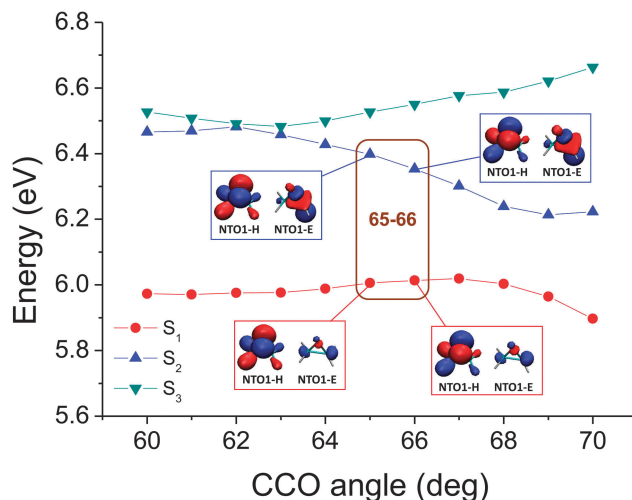 6.8
6.6
6.4
6.2
6.0
5.8
5.6
Energy (eV)
NTO1-H NTO1-E
NTO1-H NTO1-E
65-66
NTO1-H NTO1-E
NTO1-H NTO1-E
S1
S2
S3
60 62 64 66 68 70
CCO angle (deg)